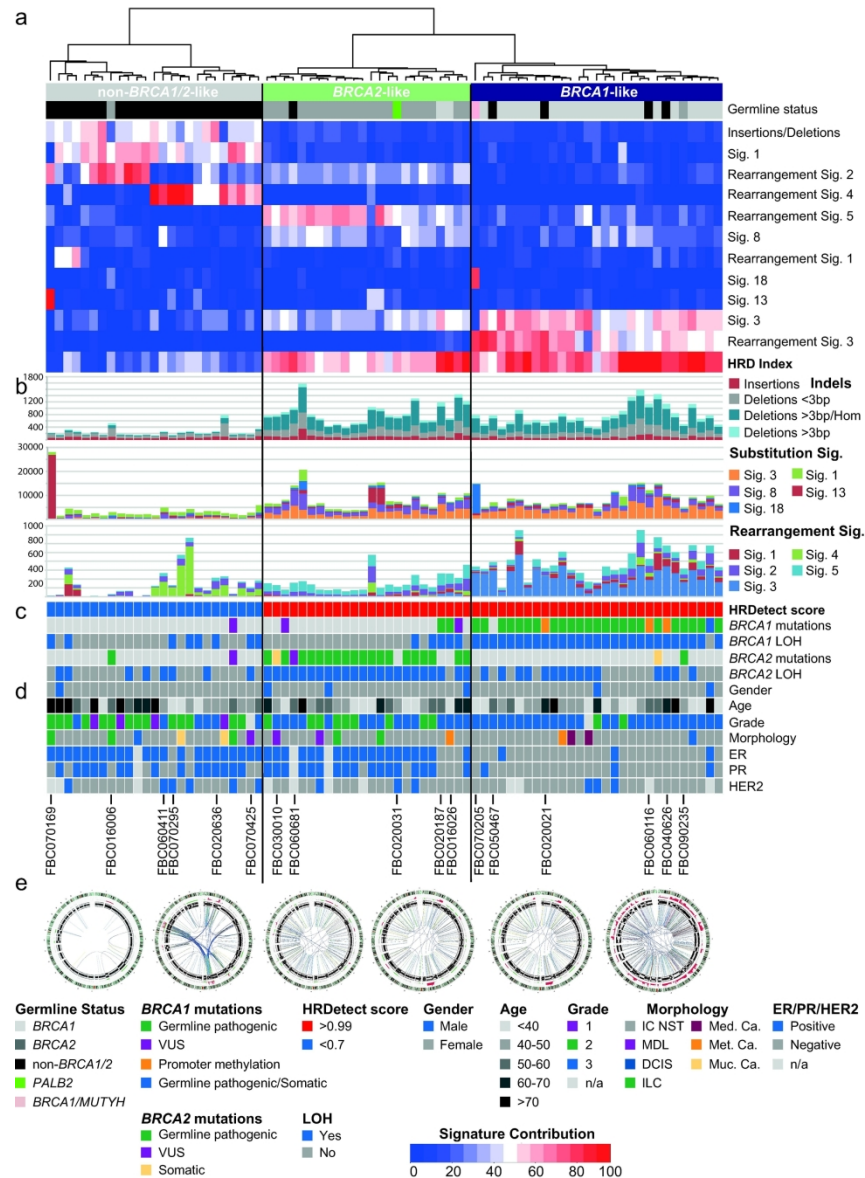 a
non-BRCA1/2-like BRCA2-like BRCA1-like
Germline status
Insertions/Deletions
Sig. 1
Rearrangement Sig. 2
Rearrangement Sig. 4
Rearrangement Sig. 5
Sig. 8
Rearrangement Sig. 1
Sig. 18
Sig. 13
Sig. 3
Rearrangement Sig. 3
HRD Index
b
1800
1200
800
400
Insertions Indels
Deletions <3bp
Deletions >3bp/Hom
Deletions >3bp
30000
20000
10000
0
Substitution Sig.
Sig. 3 Sig. 1
Sig. 8 Sig. 13
Sig. 18
1000
800
600
400
200
Rearrangement Sig.
Sig. 1 Sig. 4
Sig. 2 Sig. 5
Sig. 3
c
HRDetect score
BRCA1 mutations
BRCA1 LOH
BRCA2 mutations
BRCA2 LOH
d
Gender
Age
Grade
Morphology
ER
PR
HER2
FBC070169 FBC016006 FBC060411 FBC070295 FBC020636 FBC070425 FBC030010 FBC060681 FBC020031 FBC020187 FBC016026 FBC070205 FBC050467 FBC020021 FBC060116 FBC040626 FBC090235
e
Germline Status BRCA1 mutations HRDetect score Gender Age Grade Morphology ER/PR/HER2
BRCA1 Germline pathogenic >0.99 Male <40 1 IC NST Med. Ca. Positive
BRCA2 VUS <0.7 Female 40-50 2 MDL Met. Ca. Negative
non-BRCA1/2 Promoter methylation 50-60 3 DCIS Muc. Ca. n/a
PALB2 Germline pathogenic/Somatic 60-70 n/a ILC
BRCA1/MUTYH >70
BRCA2 mutations LOH
Germline pathogenic Yes
VUS No
Somatic
Signature Contribution
0 20 40 60 80 100